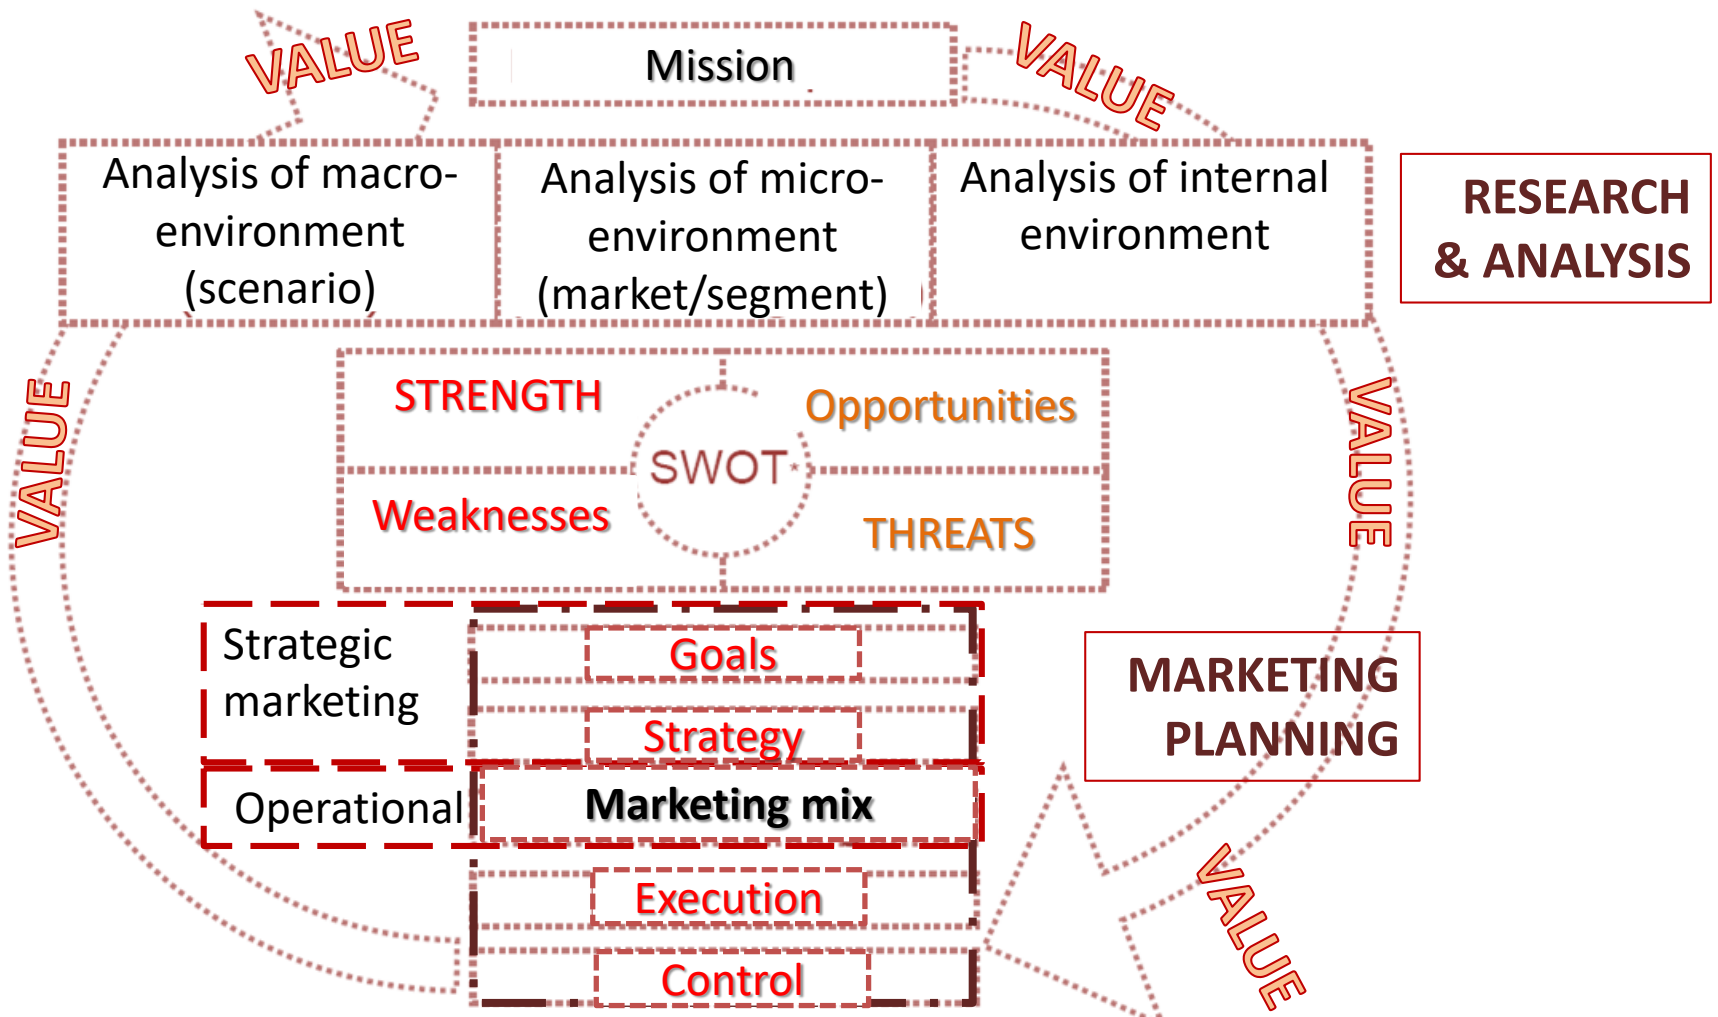 VALUE
Mission
VALUE
Analysis of macro-
environment
(scenario)
Analysis of micro-
environment
(market/segment)
Analysis of internal
environment
RESEARCH
& ANALYSIS
VALUE
STRENGTH
Opportunities
SWOT*
Weaknesses
THREATS
VALUE
Strategic
marketing
Goals
Strategy
MARKETING
PLANNING
Operational
Marketing mix
Execution
Control
VALUE